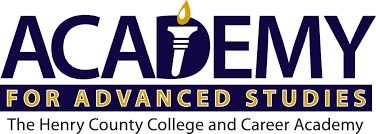 ACADEMY
FOR ADVANCED STUDIES
The Henry County College and Career Academy